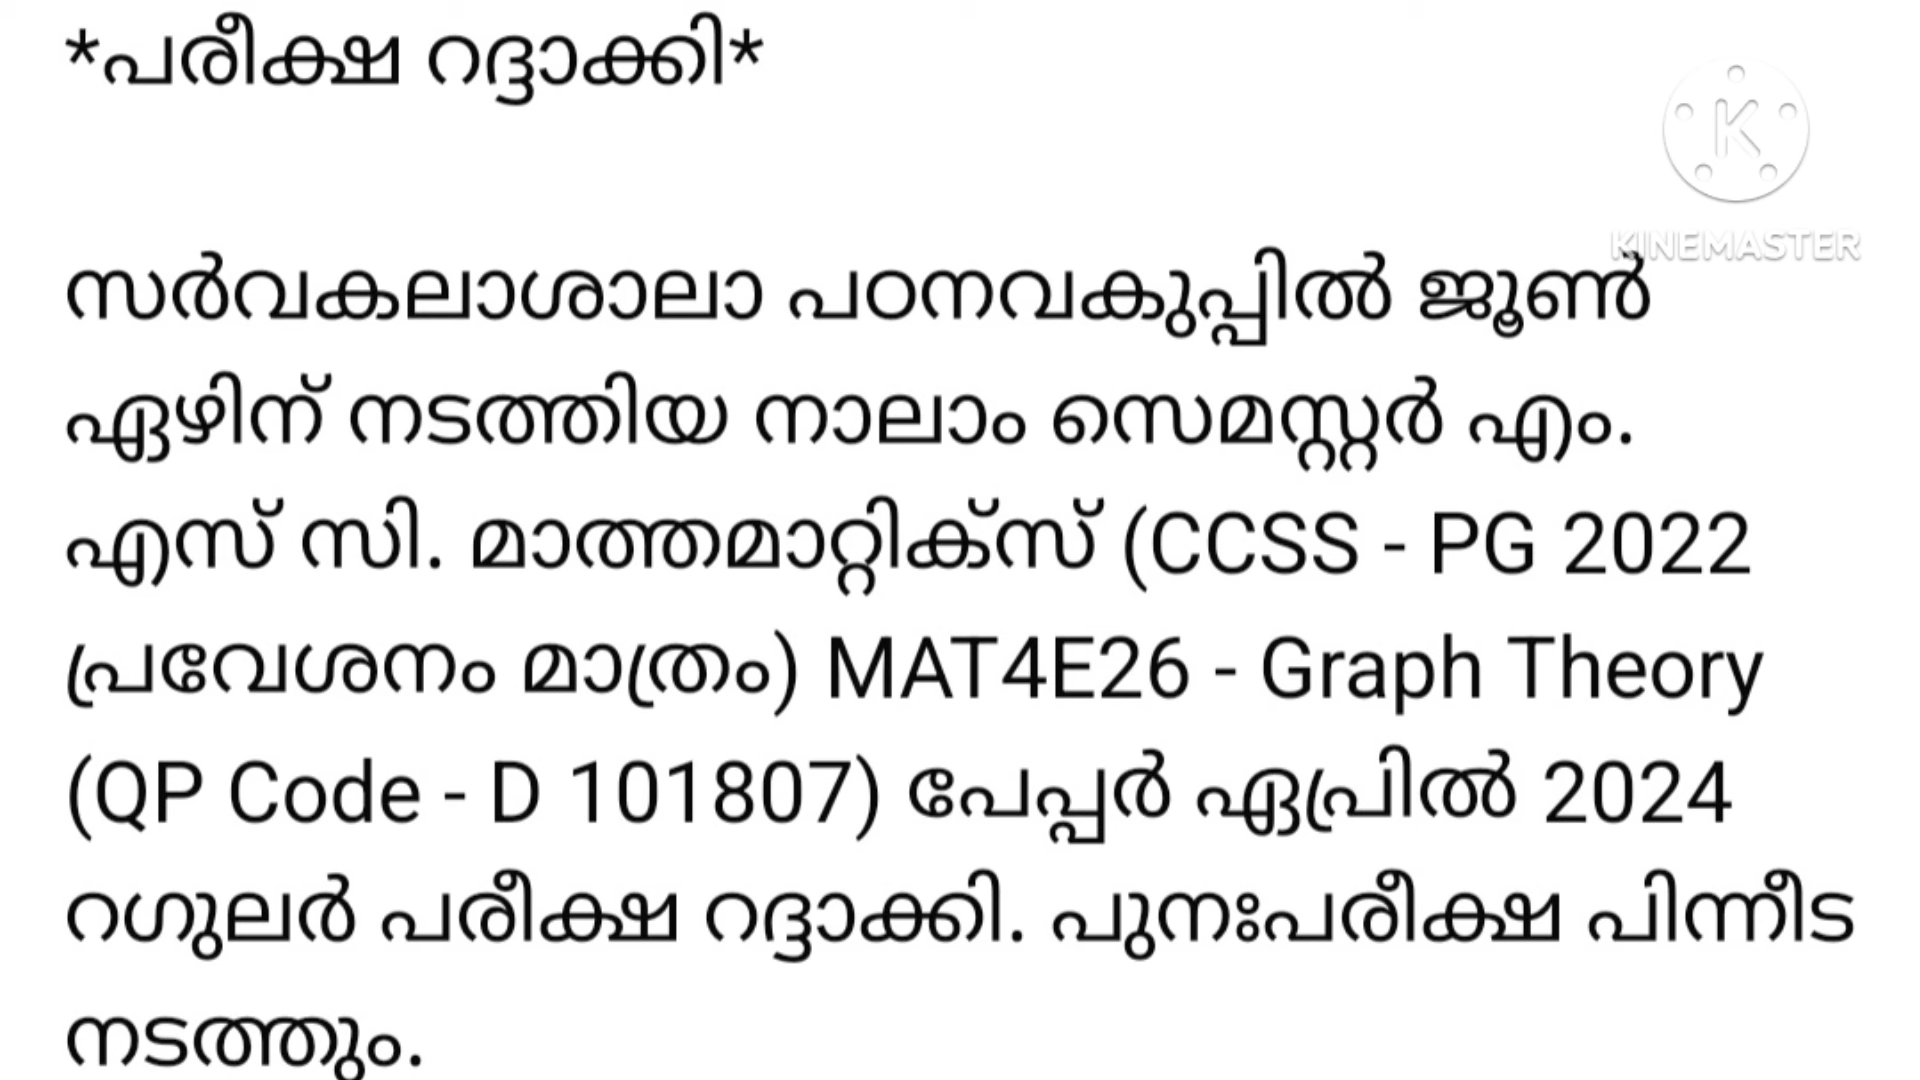 *പരീക്ഷ റദ്ദാക്കി*
KINEMASTER
സർവകലാശാലാ പഠനവകുപ്പിൽ ജൂൺ
ഏഴിന് നടത്തിയ നാലാം സെമസ്റ്റർ എം.
എസ് സി. മാത്തമാറ്റിക്സ് (CCSS - PG 2022
പ്രവേശനം മാത്രം) MAT4E26 - Graph Theory
(QP Code - D 101807) പേപ്പർ ഏപ്രിൽ 2024
റഗുലർ പരീക്ഷ റദ്ദാക്കി. പുനഃപരീക്ഷ പിന്നീട
നടത്തും.